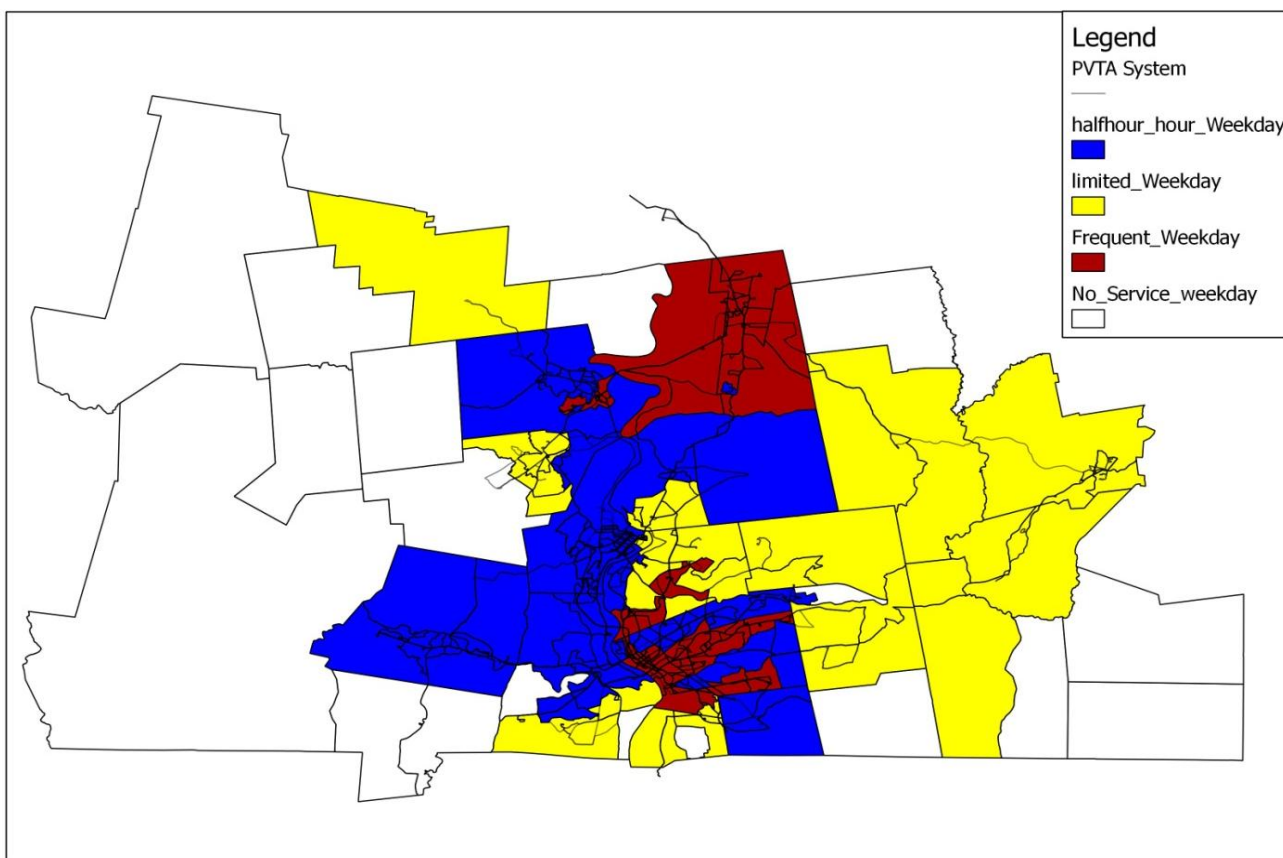 Legend
PVTA System
halfhour_hour_Weekday
limited_Weekday
Frequent_Weekday
No_Service_weekday